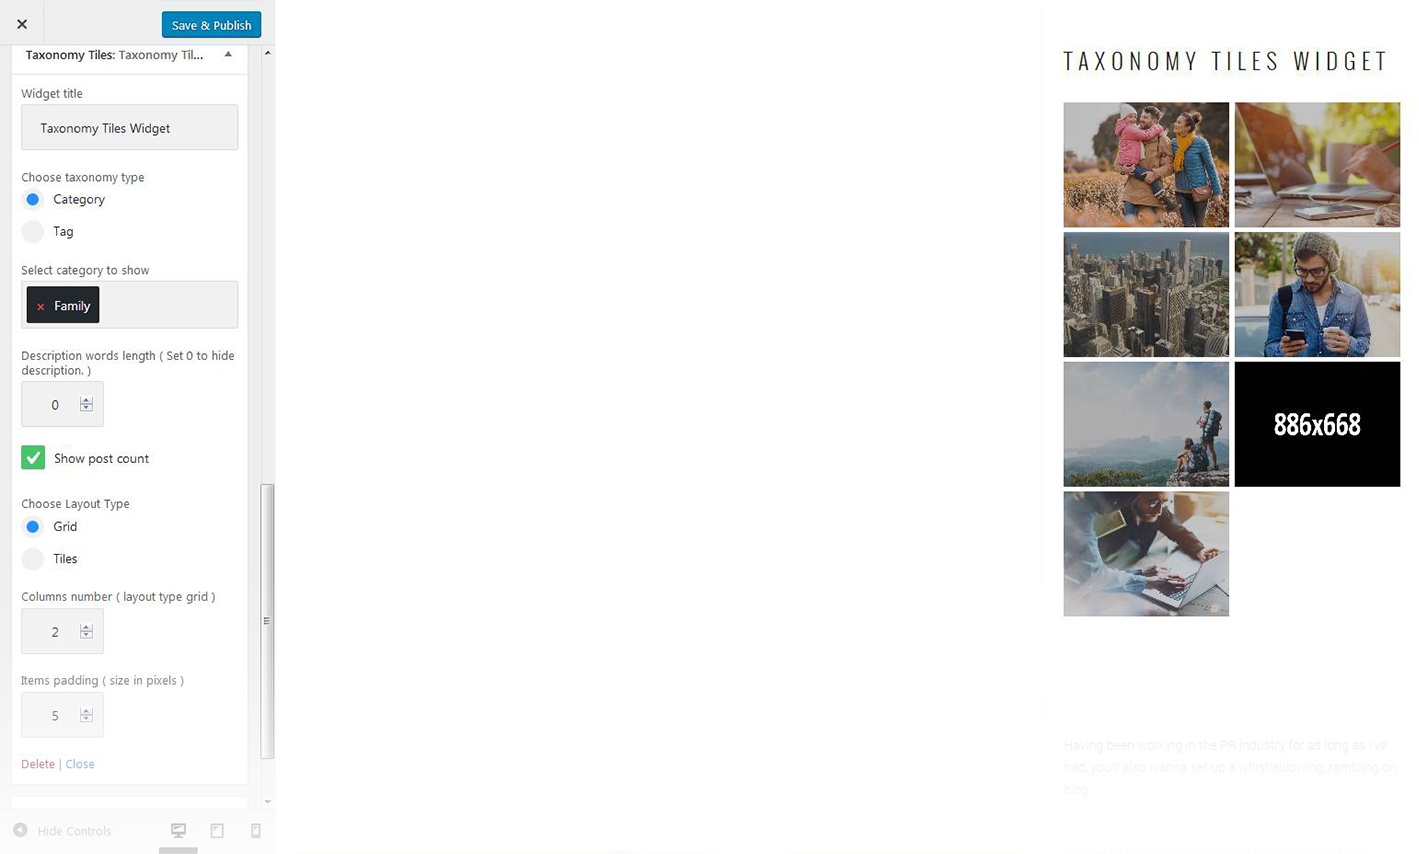 Save & Publish
Taxonomy Tiles: Taxonomy Til...
Widget title
Taxonomy Tiles Widget
Choose taxonomy type
Category
Tag
Select category to show
× Family
Description words length ( Set 0 to hide
description. )
0
Show post count
Choose Layout Type
Grid
Tiles
Columns number ( layout type grid )
2
Items padding ( size in pixels )
5
Delete | Close
Hide Controls
TAXONOMY TILES WIDGET
886x668
Having been working in the PR industry for as long as I've
had, you'll also wanna set up a whistleblowing, rambling on
blog.